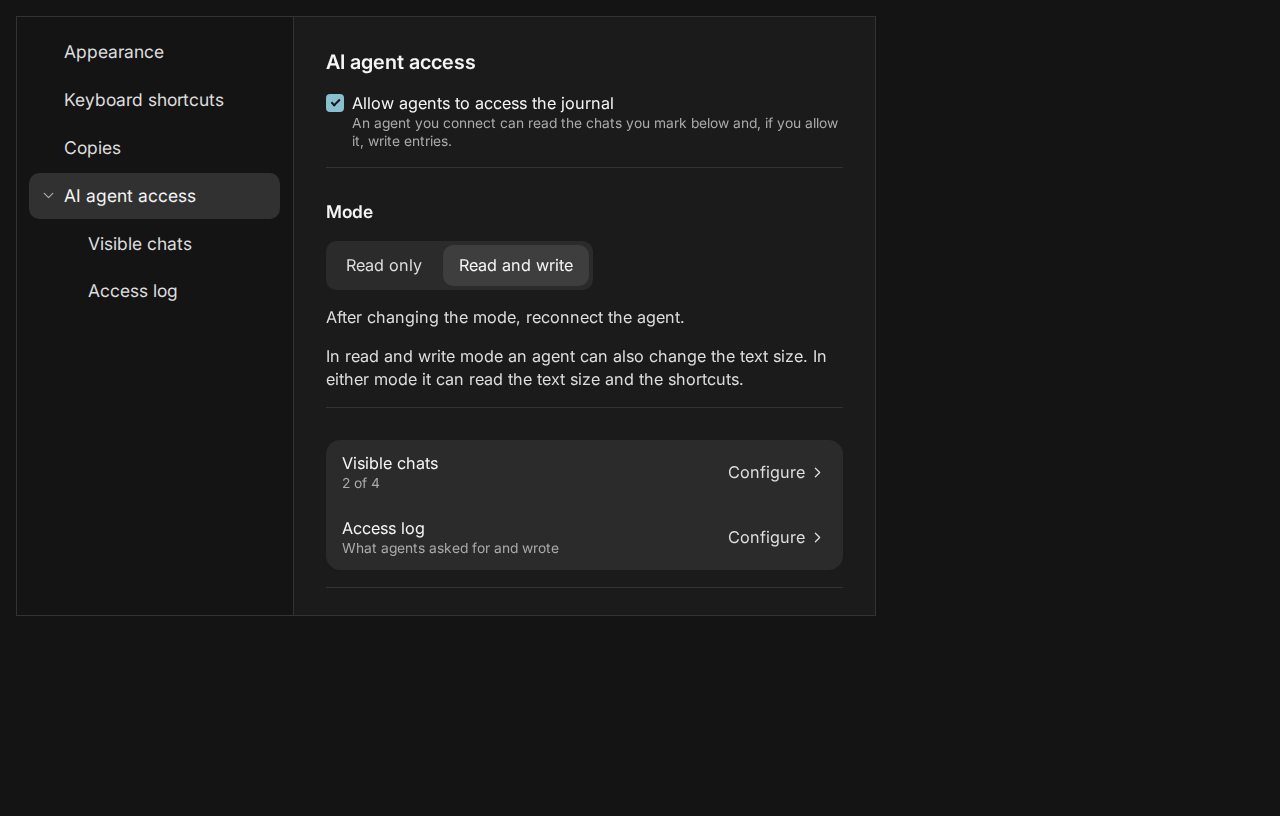 Appearance
Keyboard shortcuts
Copies
AI agent access
Visible chats
Access log
AI agent access
Allow agents to access the journal
An agent you connect can read the chats you mark below and, if you allow
it, write entries.
Mode
Read only
Read and write
After changing the mode, reconnect the agent.
In read and write mode an agent can also change the text size. In
either mode it can read the text size and the shortcuts.
Visible chats
2 of 4
Configure
Access log
What agents asked for and wrote
Configure